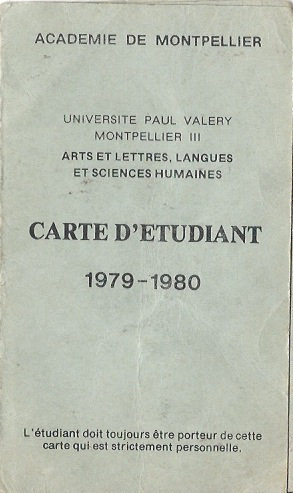 ACADEMIE DE MONTPELLIER
UNIVERSITE PAUL VALERY
MONTPELLIER III
ARTS ET LETTRES, LANGUES
ET SCIENCES HUMAINES
CARTE D'ETUDIANT
1979-1980
L'étudiant doit toujours être porteur de cette
carte qui est strictement personnelle.